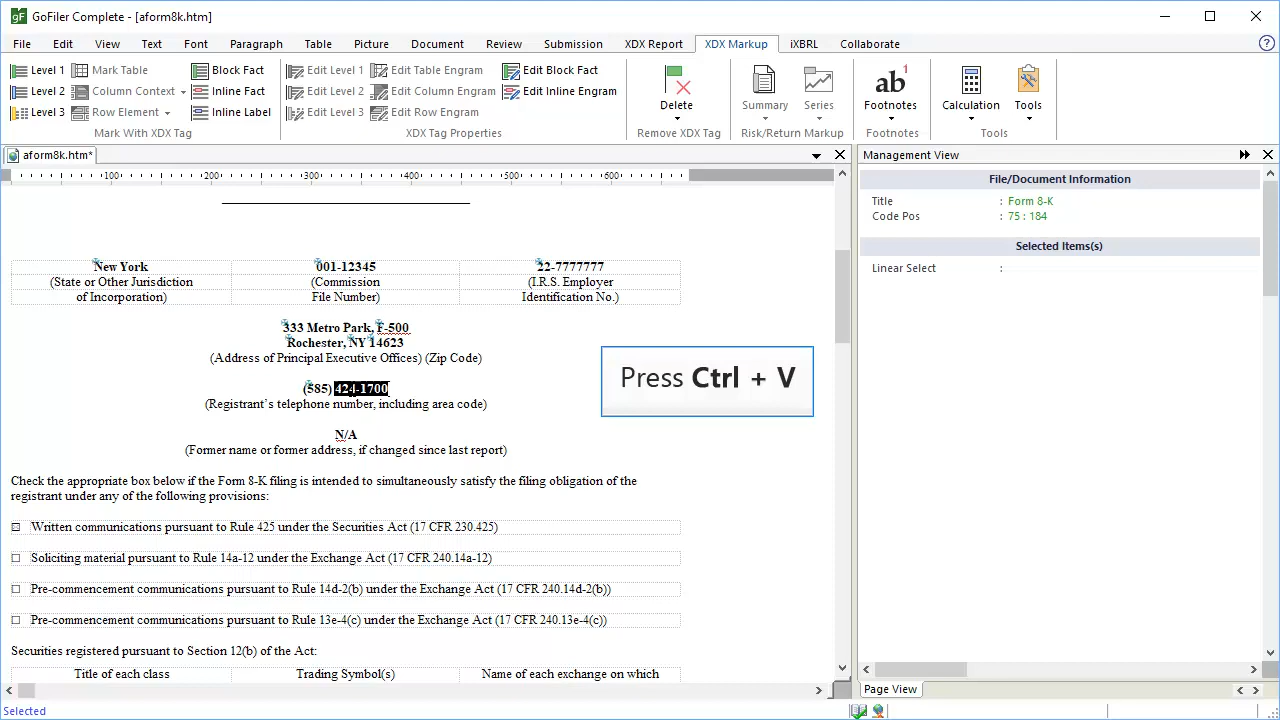 GoFiler Complete - [aform8k.htm]
File Edit View Text Font Paragraph Table Picture Document Review Submission XDX Report XDX Markup iXBRL Collaborate
Level 1 Mark Table Block Fact Edit Level 1 Edit Table Engram Edit Block Fact
Level 2 Column Context Inline Fact Edit Level 2 Edit Column Engram Edit Inline Engram
Level 3 Row Element Inline Label Edit Level 3 Edit Row Engram
Delete Summary Series Footnotes Calculation Tools
Mark With XDX Tag XDX Tag Properties Remove XDX Tag Risk/Return Markup Footnotes Tools
aform8k.htm*
Management View
100 200 300 400 500 600
File/Document Information
Title : Form 8-K
Code Pos : 75 : 184
Selected Items(s)
Linear Select :
New York 001-12345 22-7777777
(State or Other Jurisdiction (Commission (I.R.S. Employer
of Incorporation) File Number) Identification No.)
333 Metro Park, F-500
Rochester, NY 14623
(Address of Principal Executive Offices) (Zip Code)
(585) 424-1700
(Registrant's telephone number, including area code)
N/A
(Former name or former address, if changed since last report)
Press Ctrl + V
Check the appropriate box below if the Form 8-K filing is intended to simultaneously satisfy the filing obligation of the
registrant under any of the following provisions:
☐ Written communications pursuant to Rule 425 under the Securities Act (17 CFR 230.425)
☐ Soliciting material pursuant to Rule 14a-12 under the Exchange Act (17 CFR 240.14a-12)
☐ Pre-commencement communications pursuant to Rule 14d-2(b) under the Exchange Act (17 CFR 240.14d-2(b))
☐ Pre-commencement communications pursuant to Rule 13e-4(c) under the Exchange Act (17 CFR 240.13e-4(c))
Securities registered pursuant to Section 12(b) of the Act:
Title of each class Trading Symbol(s) Name of each exchange on which
Page View
Selected